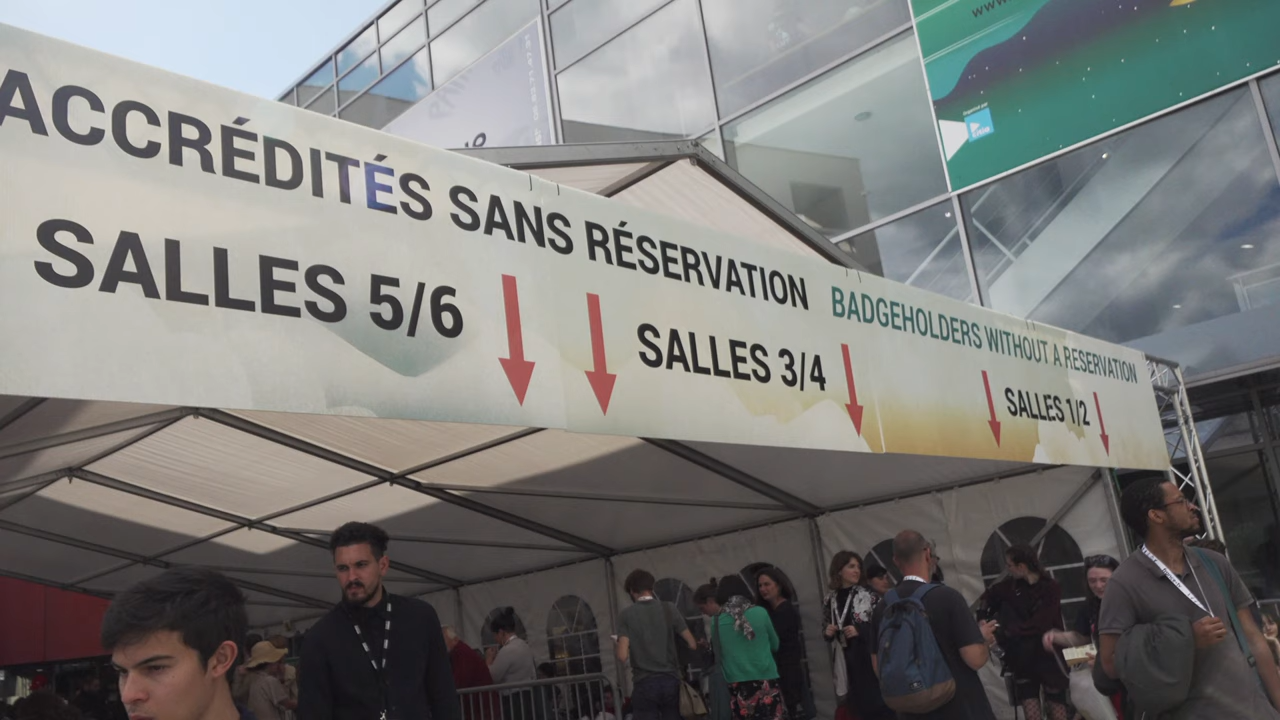 ACCRÉDITÉS SANS RÉSERVATION
BADGEHOLDERS WITHOUT A RESERVATION
SALLES 5/6
SALLES 3/4
SALLES 1/2